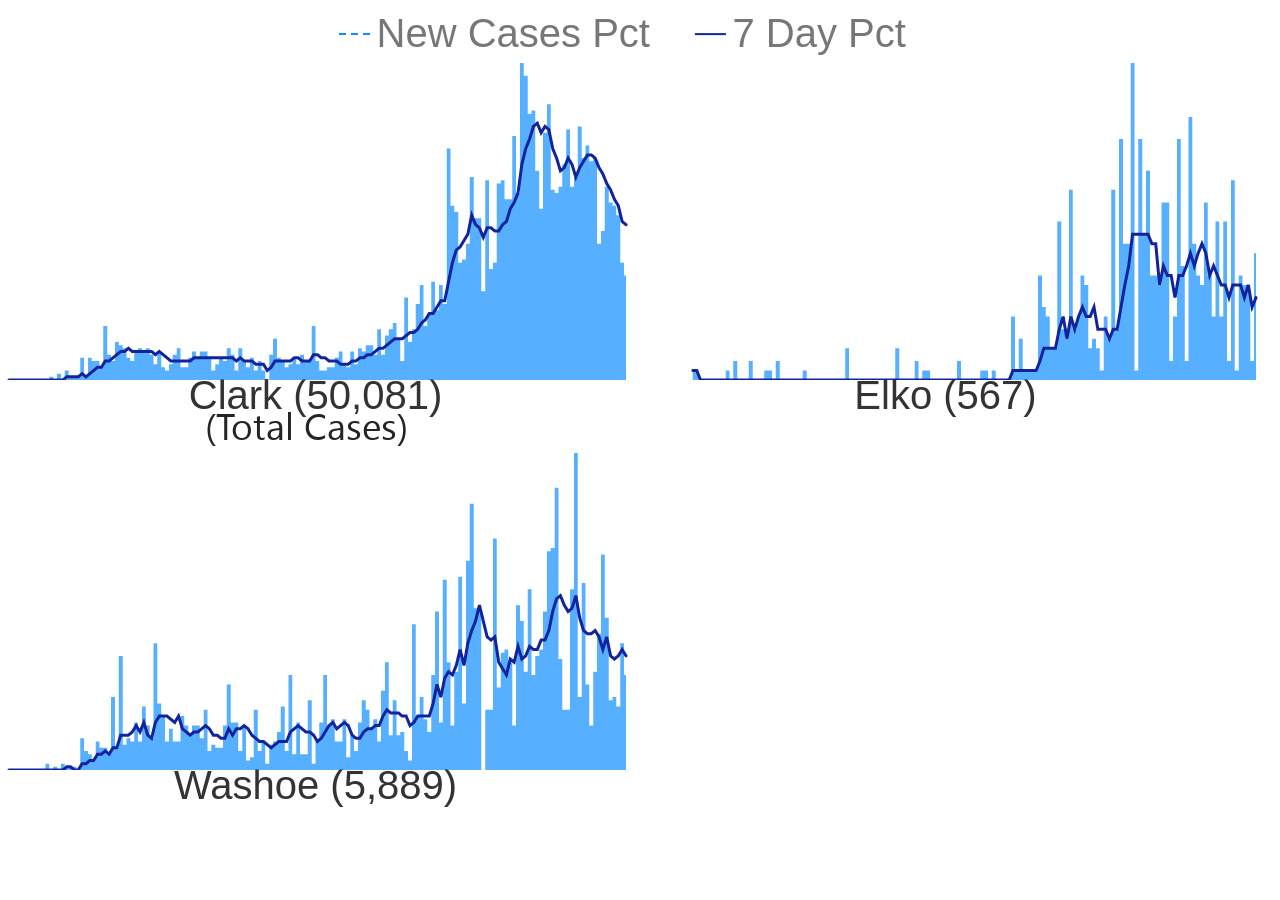 New Cases Pct 7 Day Pct
Clark (50,081)
(Total Cases)
Elko (567)
Washoe (5,889)